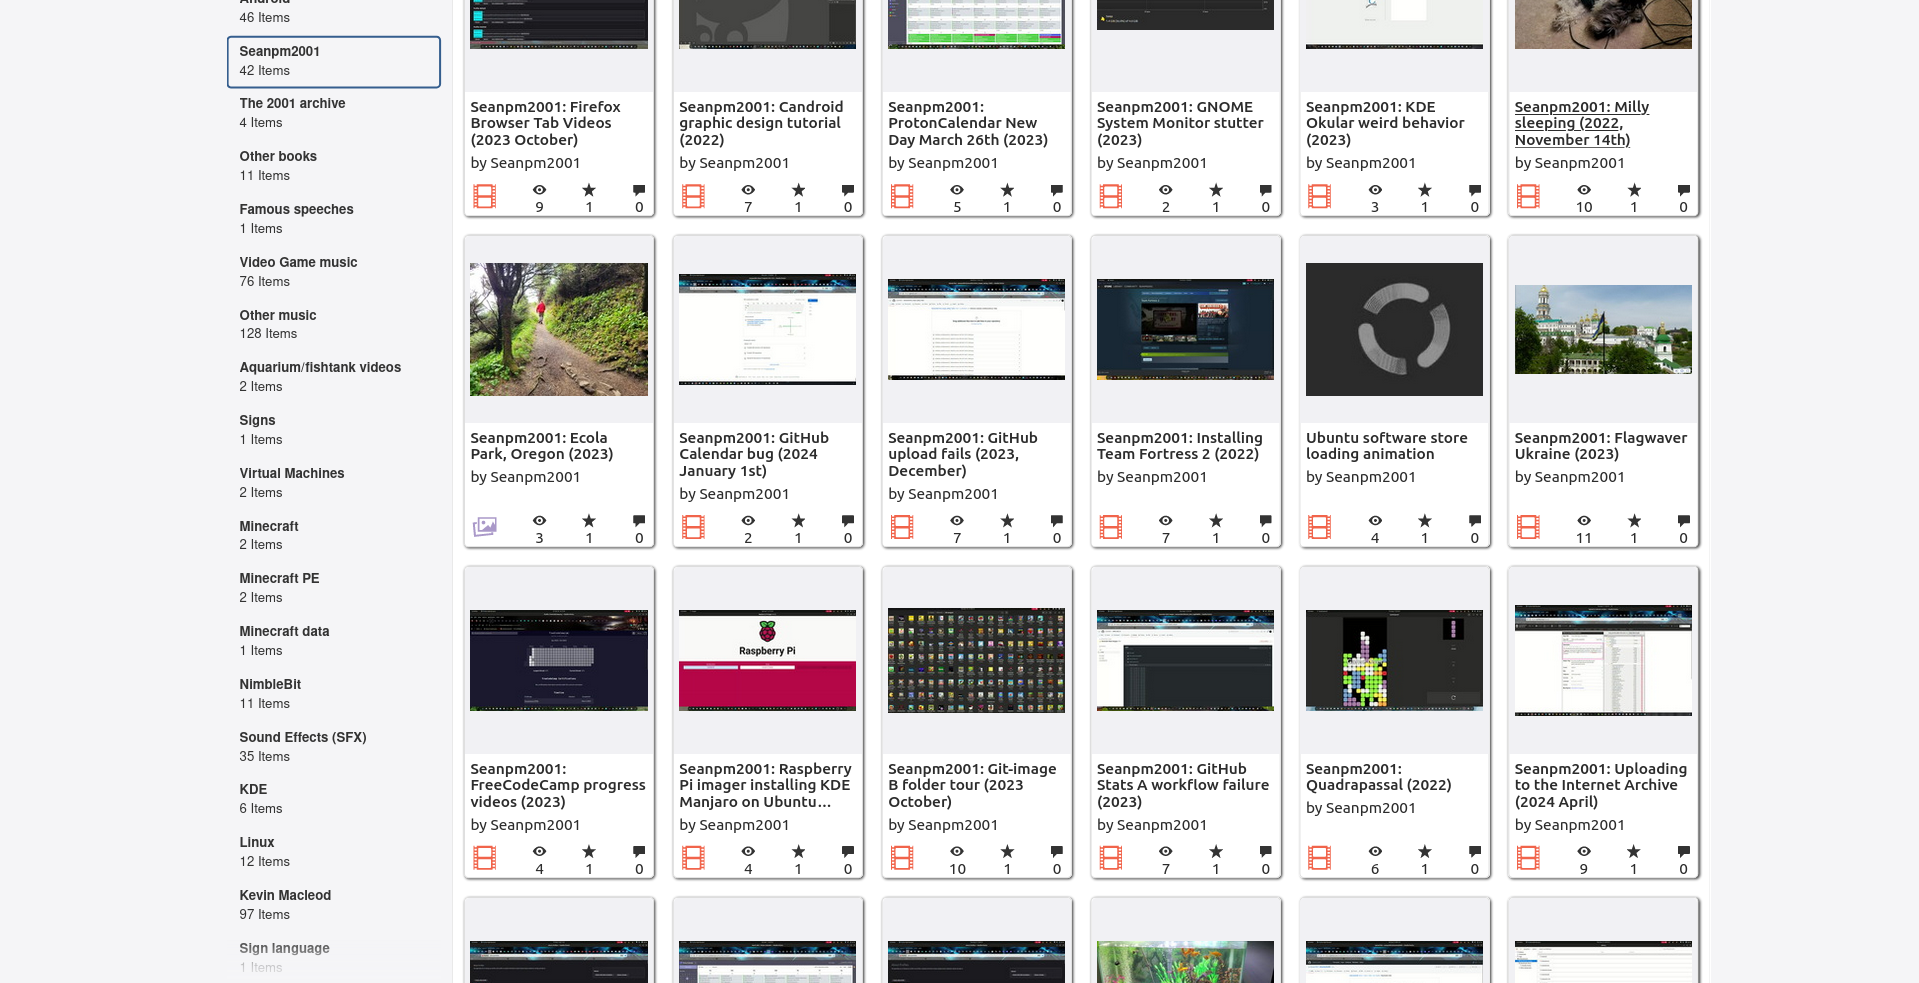 Android
46 Items
Seanpm2001
42 Items
The 2001 archive
4 Items
Other books
11 Items
Famous speeches
1 Items
Video Game music
76 Items
Other music
128 Items
Aquarium/fishtank videos
2 Items
Signs
1 Items
Virtual Machines
2 Items
Minecraft
2 Items
Minecraft PE
2 Items
Minecraft data
1 Items
NimbleBit
11 Items
Sound Effects (SFX)
35 Items
KDE
6 Items
Linux
12 Items
Kevin Macleod
97 Items
Sign language
1 Items
Seanpm2001: Firefox
Browser Tab Videos
(2023 October)
by Seanpm2001
9 1 0
Seanpm2001: Candroid
graphic design tutorial
(2022)
by Seanpm2001
7 1 0
Seanpm2001:
ProtonCalendar New
Day March 26th (2023)
by Seanpm2001
5 1 0
Seanpm2001: GNOME
System Monitor stutter
(2023)
by Seanpm2001
2 1 0
Seanpm2001: KDE
Okular weird behavior
(2023)
by Seanpm2001
3 1 0
Seanpm2001: Milly
sleeping (2022,
November 14th)
by Seanpm2001
10 1 0
Seanpm2001: Ecola
Park, Oregon (2023)
by Seanpm2001
3 1 0
Seanpm2001: GitHub
Calendar bug (2024
January 1st)
by Seanpm2001
2 1 0
Seanpm2001: GitHub
upload fails (2023,
December)
by Seanpm2001
7 1 0
Seanpm2001: Installing
Team Fortress 2 (2022)
by Seanpm2001
7 1 0
Ubuntu software store
loading animation
by Seanpm2001
4 1 0
Seanpm2001: Flagwaver
Ukraine (2023)
by Seanpm2001
11 1 0
Seanpm2001:
FreeCodeCamp progress
videos (2023)
by Seanpm2001
4 1 0
Raspberry Pi
Seanpm2001: Raspberry
Pi imager installing KDE
Manjaro on Ubuntu...
by Seanpm2001
4 1 0
Seanpm2001: Git-image
B folder tour (2023
October)
by Seanpm2001
10 1 0
Seanpm2001: GitHub
Stats A workflow failure
(2023)
by Seanpm2001
7 1 0
Seanpm2001:
Quadrapassal (2022)
by Seanpm2001
6 1 0
Seanpm2001: Uploading
to the Internet Archive
(2024 April)
by Seanpm2001
9 1 0